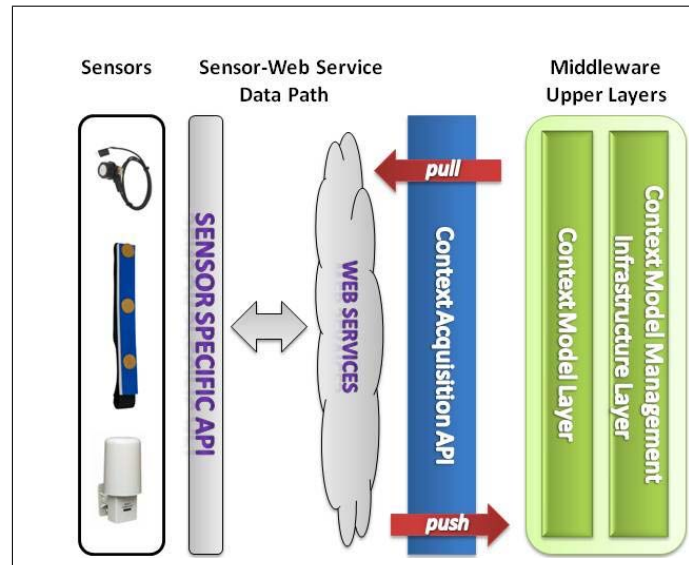 Sensors
Sensor-Web Service
Data Path
Middleware
Upper Layers
SENSOR SPECIFIC API
WEB SERVICES
pull
Context Acquisition API
push
Context Model Layer
Context Model Management
Infrastructure Layer